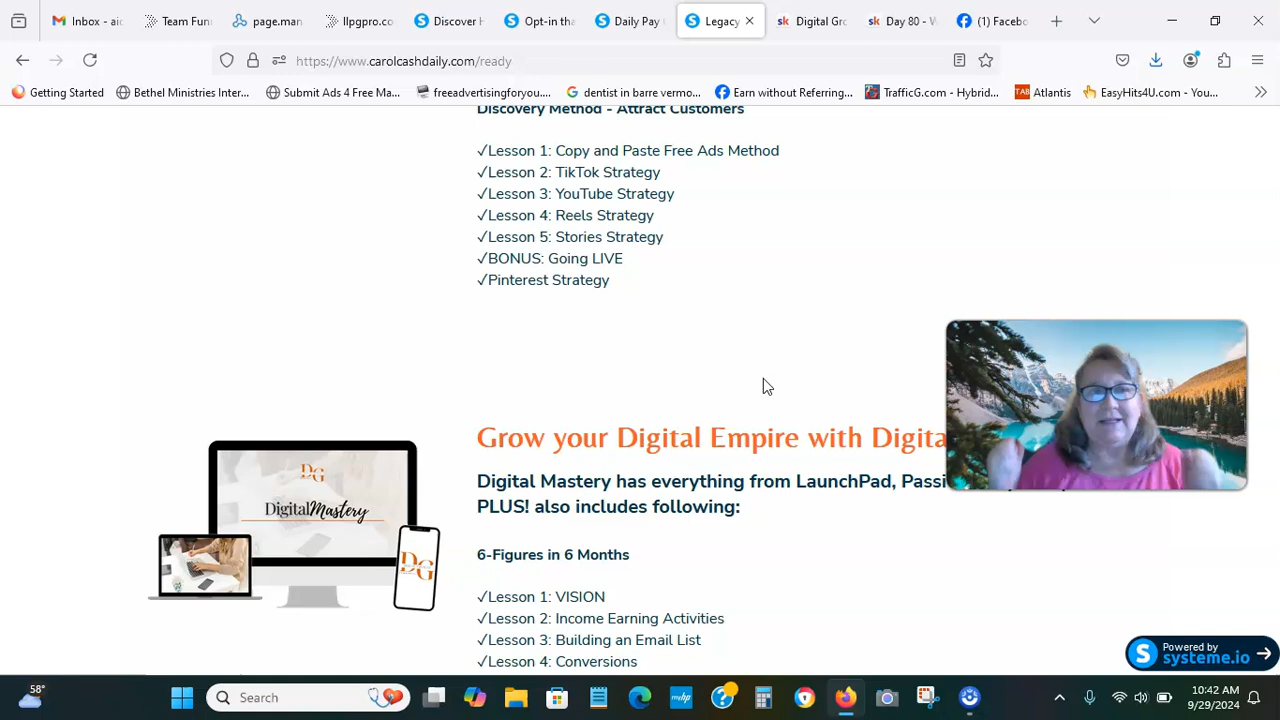 Inbox - aic
Team Fun
page.man
llpgpro.co
Discover H
Opt-in tha
Daily Pay
Legacy
Digital Gro
Day 80 - W
(1) Facebo
https://www.carolcashdaily.com/ready
Getting Started
Bethel Ministries Inter...
Submit Ads 4 Free Ma...
freeadvertisingforyou....
dentist in barre vermo...
Earn without Referring...
TrafficG.com - Hybrid...
Atlantis
EasyHits4U.com - You...
Discovery Method - Attract Customers
✓Lesson 1: Copy and Paste Free Ads Method
✓Lesson 2: TikTok Strategy
✓Lesson 3: YouTube Strategy
✓Lesson 4: Reels Strategy
✓Lesson 5: Stories Strategy
✓BONUS: Going LIVE
✓Pinterest Strategy
Grow your Digital Empire with Digita
Digital Mastery has everything from LaunchPad, Passi
PLUS! also includes following:
DG
Digital Mastery
DG
6-Figures in 6 Months
✓Lesson 1: VISION
✓Lesson 2: Income Earning Activities
✓Lesson 3: Building an Email List
✓Lesson 4: Conversions
Powered by
systeme.io
58°
Search
10:42 AM
9/29/2024